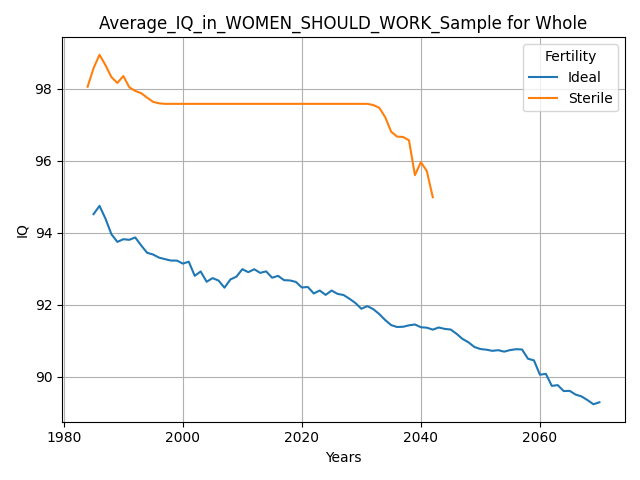 Average_IQ_in_WOMEN_SHOULD_WORK_Sample for Whole
Fertility
Ideal
Sterile
98
96
94
92
90
IQ
1980
2000
2020
2040
2060
Years